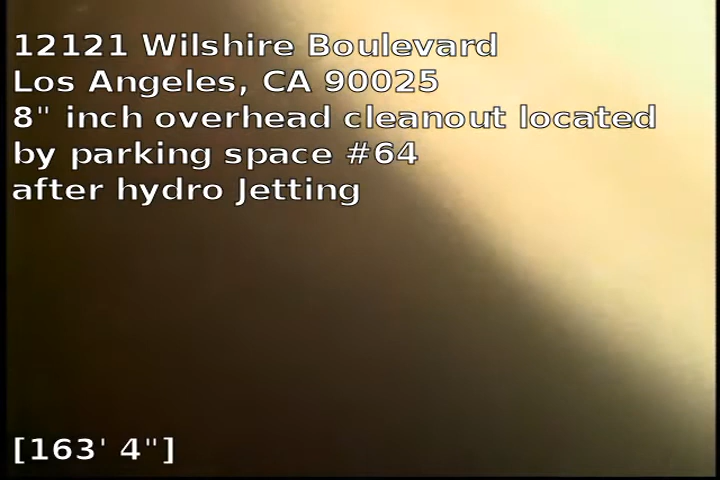 12121 Wilshire Boulevard
Los Angeles, CA 90025
8" inch overhead cleanout located
by parking space #64
after hydro Jetting
[163' 4"]